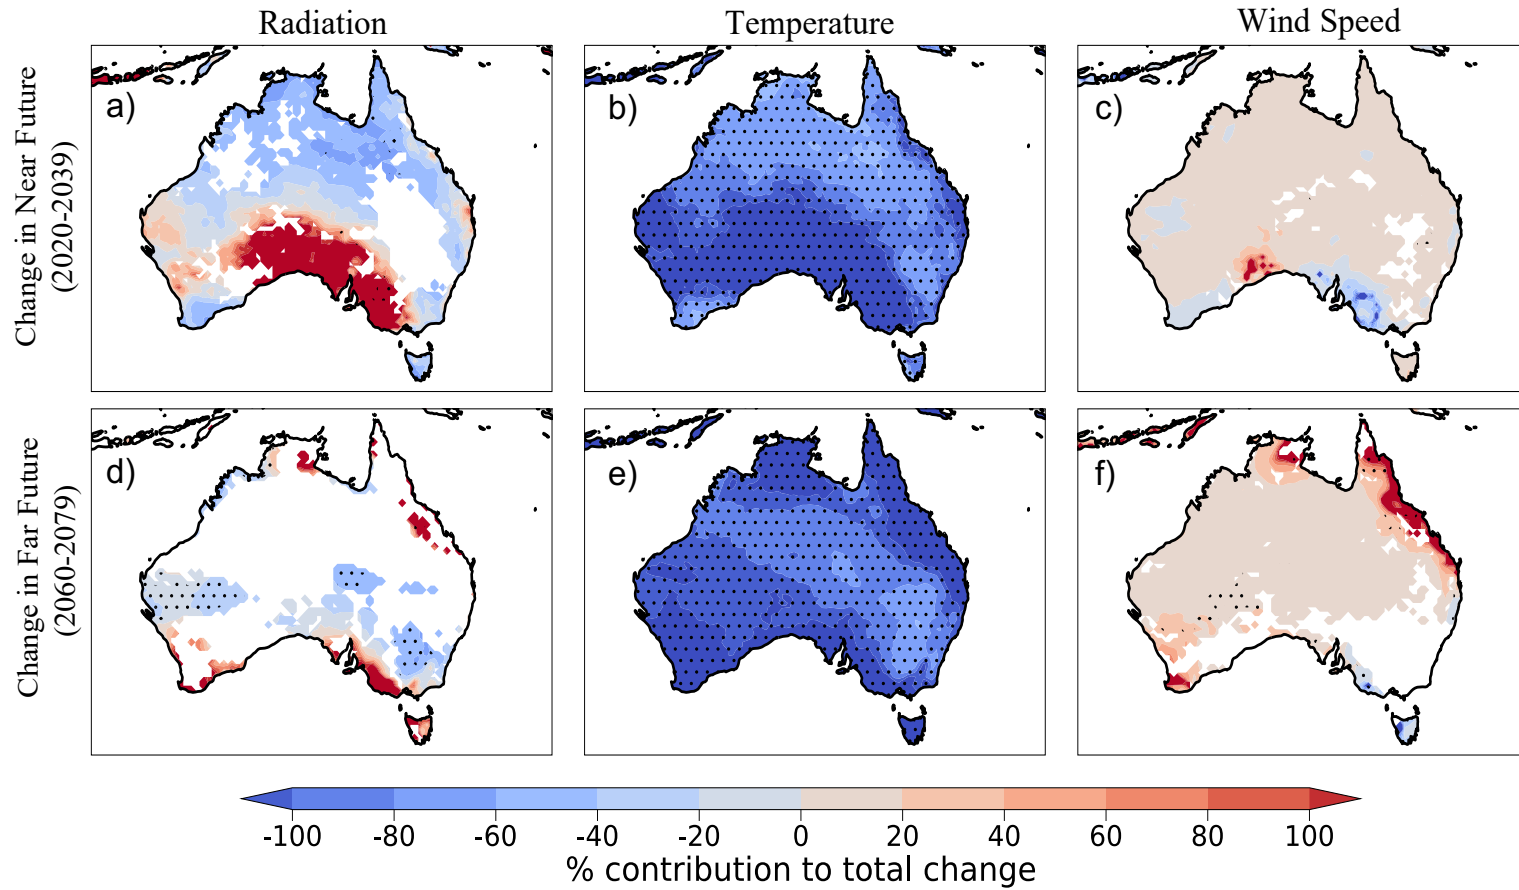 Radiation
Temperature
Wind Speed
Change in Near Future
(2020-2039)
a)
b)
c)
Change in Far Future
(2060-2079)
d)
e)
f)
-100 -80 -60 -40 -20 0 20 40 60 80 100
% contribution to total change